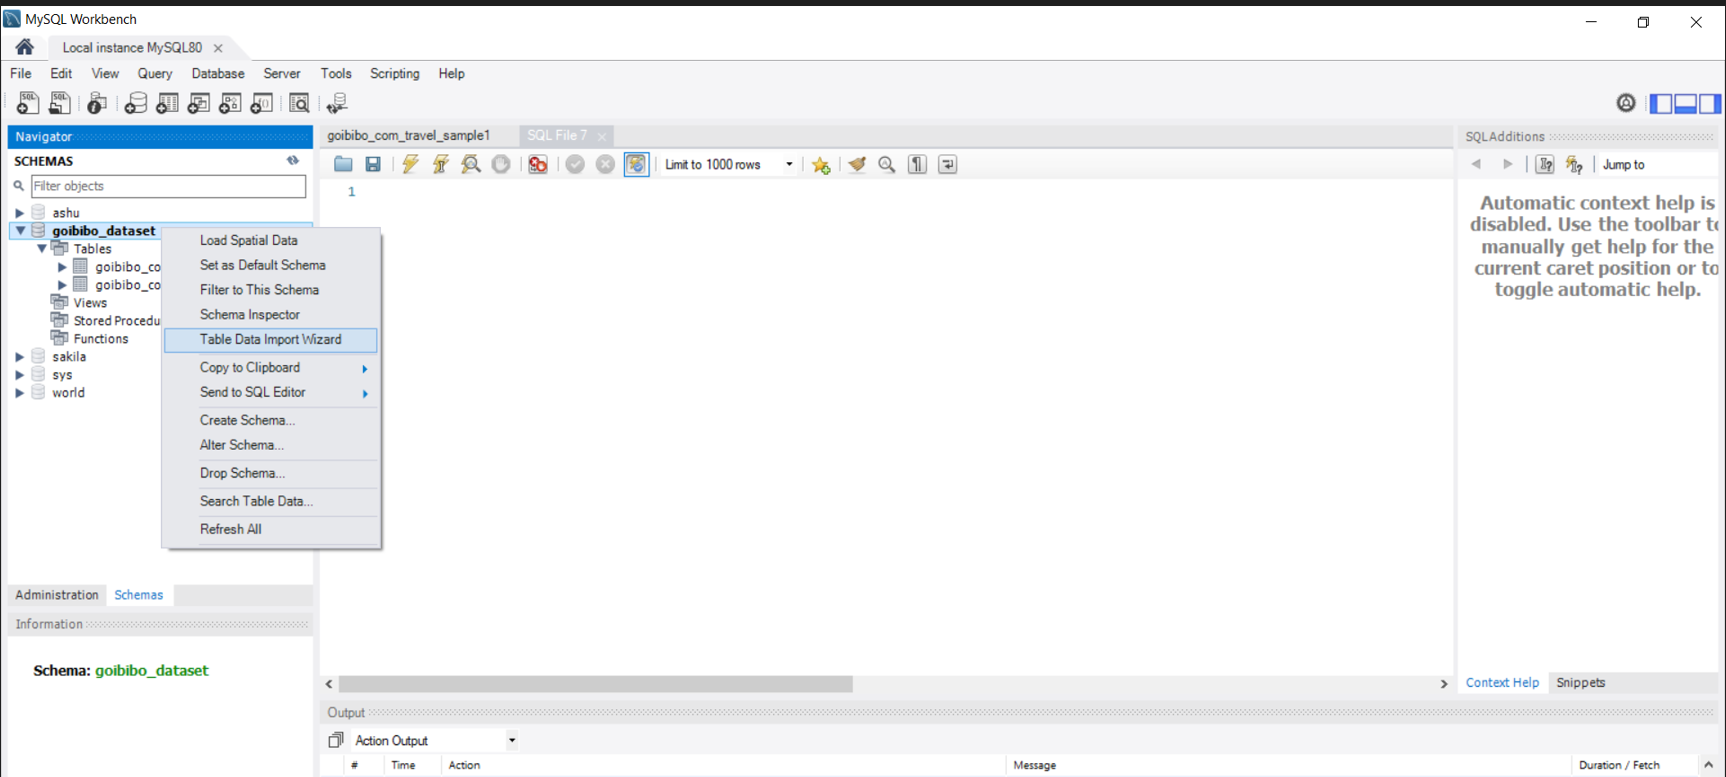 MySQL Workbench
Local instance MySQL80
File Edit View Query Database Server Tools Scripting Help
Navigator
SCHEMAS
Filter objects
ashu
goibibo_dataset
Tables
goibibo_co
goibibo_co
Views
Stored Procedu
Functions
sakila
sys
world
Load Spatial Data
Set as Default Schema
Filter to This Schema
Schema Inspector
Table Data Import Wizard
Copy to Clipboard
Send to SQL Editor
Create Schema...
Alter Schema...
Drop Schema...
Search Table Data...
Refresh All
Administration Schemas
Information
Schema: goibibo_dataset
goibibo_com_travel_sample1 SQL File 7
Limit to 1000 rows
1
SQLAdditions
Jump to
Automatic context help is
disabled. Use the toolbar to
manually get help for the
current caret position or to
toggle automatic help.
Context Help Snippets
Output
Action Output
# Time Action Message Duration / Fetch